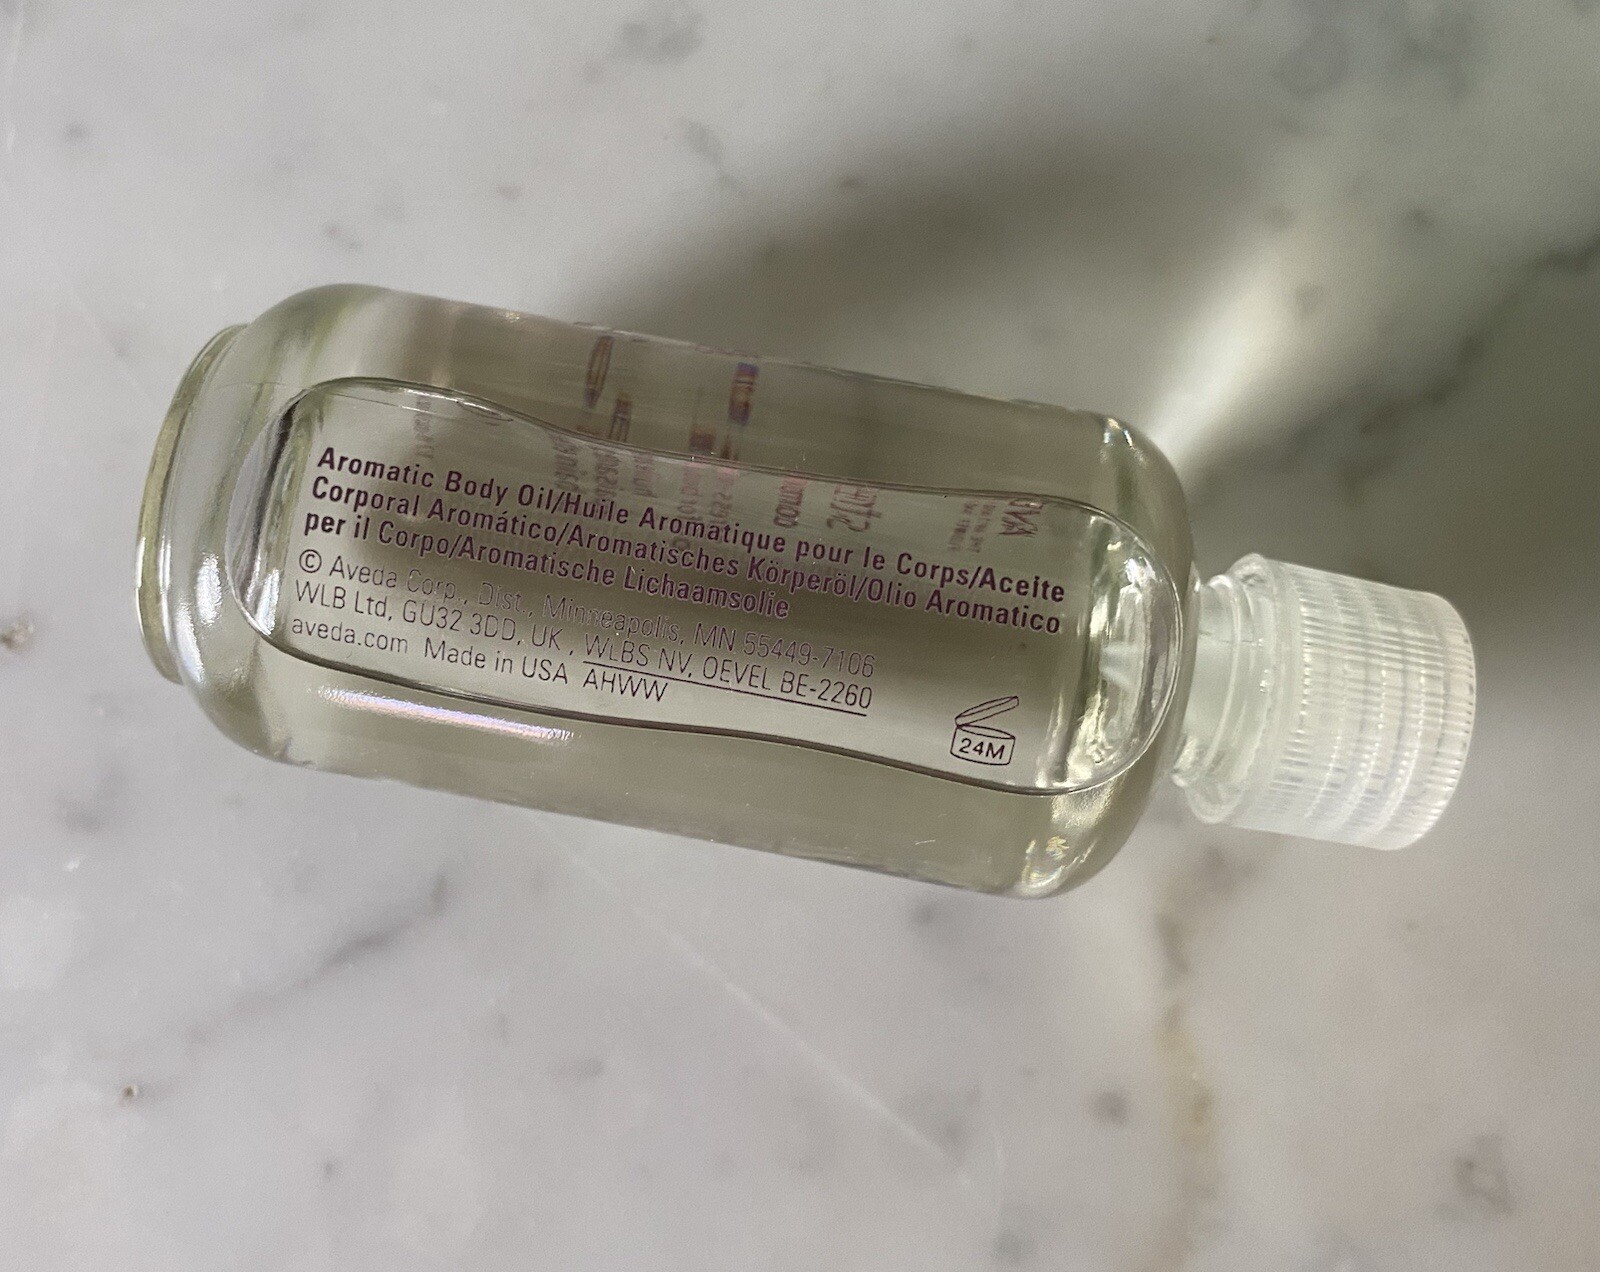 Aromatic Body Oil/Huile Aromatique pour le Corps/Aceite
Corporal Aromático/Aromatisches Körperöl/Olio Aromatico
per il Corpo/Aromatische Lichaamsolie
© Aveda Corp., Dist., Minneapolis, MN 55449-7106
WLB Ltd, GU32 3DD, UK, WLBS NV, OEVEL BE-2260
aveda.com Made in USA AHWW
24M